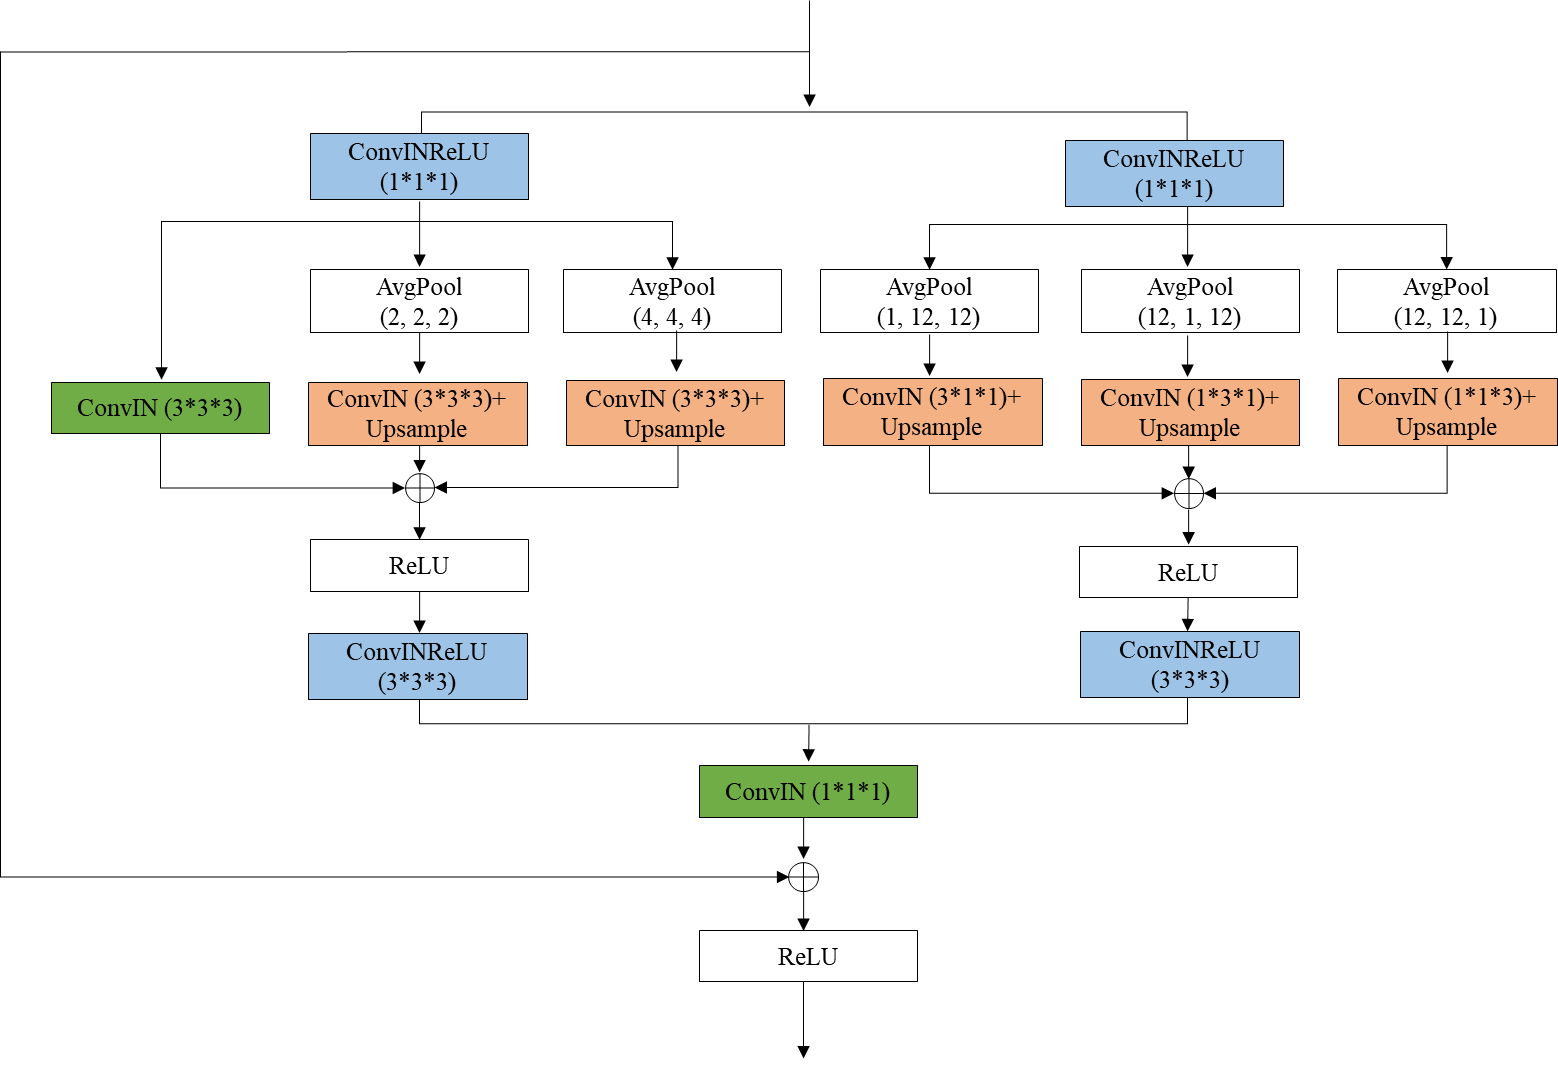 ConvINReLU
(1*1*1)
ConvINReLU
(1*1*1)
AvgPool
(2, 2, 2)
AvgPool
(4, 4, 4)
AvgPool
(1, 12, 12)
AvgPool
(12, 1, 12)
AvgPool
(12, 12, 1)
ConvIN (3*3*3)
ConvIN (3*3*3)+
Upsample
ConvIN (3*3*3)+
Upsample
ConvIN (3*1*1)+
Upsample
ConvIN (1*3*1)+
Upsample
ConvIN (1*1*3)+
Upsample
ReLU
ReLU
ConvINReLU
(3*3*3)
ConvINReLU
(3*3*3)
ConvIN (1*1*1)
ReLU